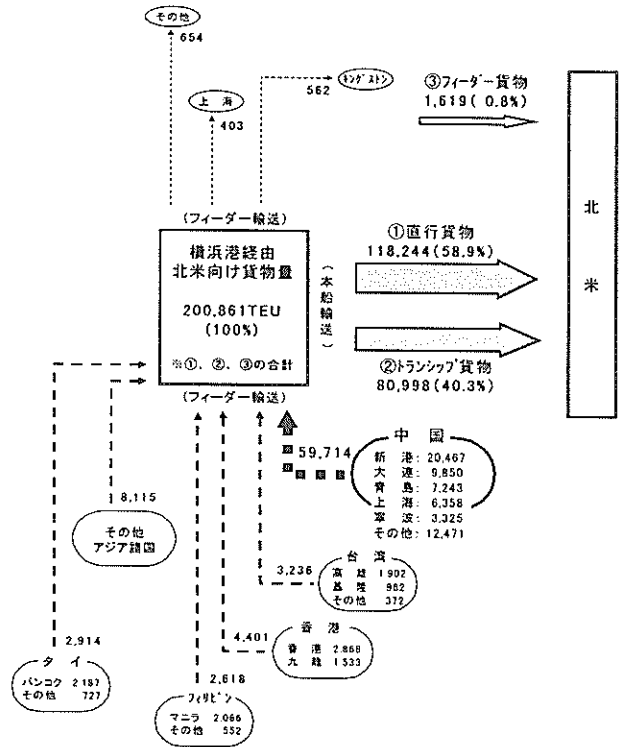 その他
654
上海
403
562
キングストン
③フィーダー貨物
1,619( 0.8%)
北米
(フィーダー輸送)
横浜港経由
北米向け貨物量
200,861TEU
(100%)
※①、②、③の合計
(フィーダー輸送)
(本船輸送)
①直行貨物
118,244(58.9%)
②トランシップ貨物
80,998(40.3%)
59,714
中国
新港: 20,467
大連: 9,850
青島: 7,243
上海: 6,358
寧波: 3,325
その他: 12,471
8,115
その他
アジア諸国
3,236
台湾
高雄 1902
基隆 962
その他 372
4,401
香港
香港 2.868
九龍 1533
2,914
タイ
バンコク 2187
その他 727
2,618
フィリピン
マニラ 2.066
その他 552